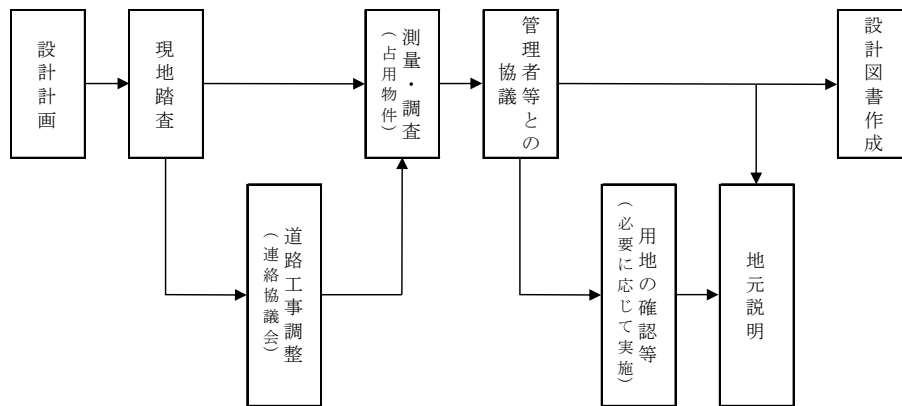 設計計画
現地踏査
測量・調査
（占用物件）
管理者等との
協議
設計図書作成
道路工事調整
（連絡協議会）
用地の確認等
（必要に応じて実施）
地元説明